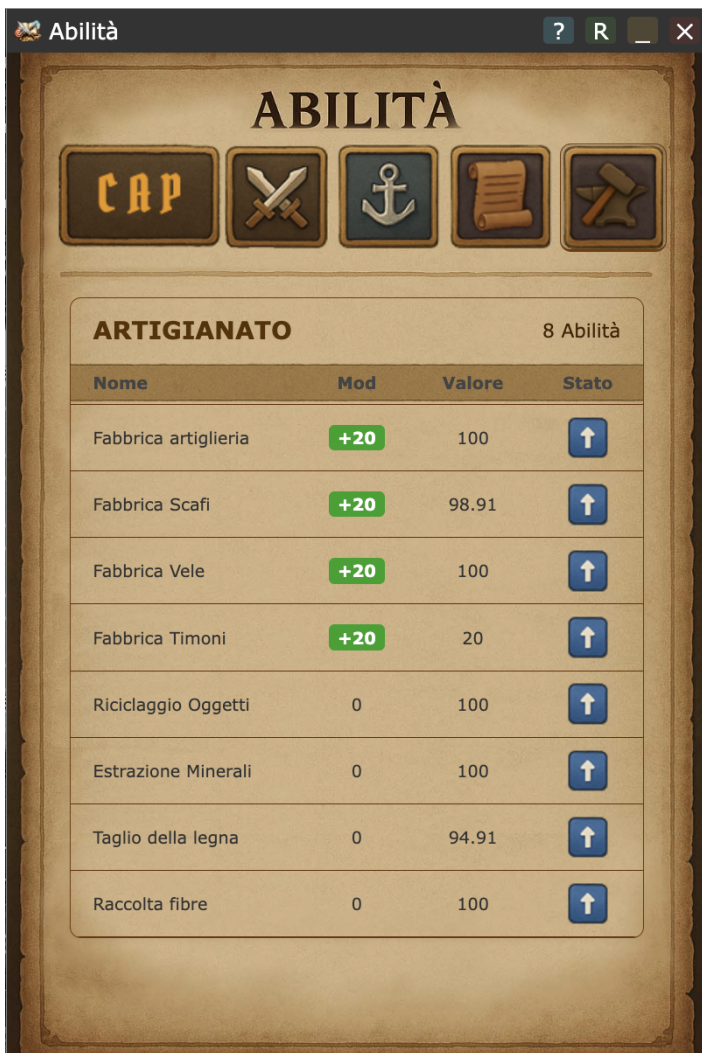 Abilità ? R _ ×
ABILITÀ
CAP
ARTIGIANATO 8 Abilità
Nome Mod Valore Stato
Fabbrica artiglieria +20 100
Fabbrica Scafi +20 98.91
Fabbrica Vele +20 100
Fabbrica Timoni +20 20
Riciclaggio Oggetti 0 100
Estrazione Minerali 0 100
Taglio della legna 0 94.91
Raccolta fibre 0 100